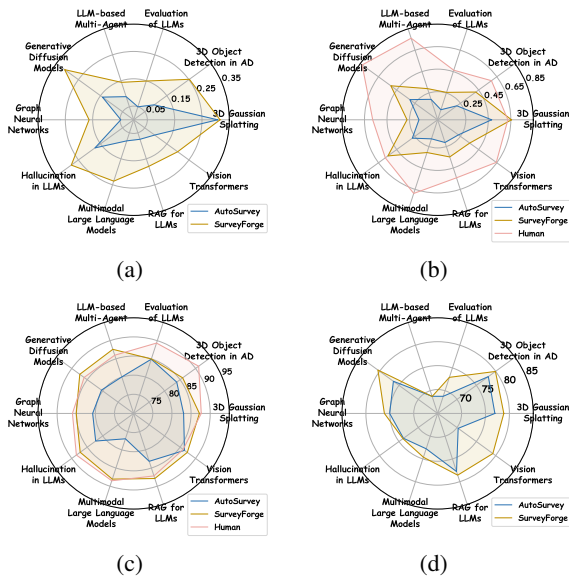 LLM-based
Multi-Agent
Evaluation
of LLMs
3D Object
Detection in AD
3D Gaussian
Splatting
Vision
Transformers
RAG for
LLMs
Multimodal
Large Language
Models
Hallucination
in LLMs
Graph
Neural
Networks
Generative
Diffusion
Models
0.05
0.15
0.25
0.35
AutoSurvey
SurveyForge
(a)
LLM-based
Multi-Agent
Evaluation
of LLMs
3D Object
Detection in AD
3D Gaussian
Splatting
Vision
Transformers
RAG for
LLMs
Multimodal
Large Language
Models
Hallucination
in LLMs
Graph
Neural
Networks
Generative
Diffusion
Models
0.25
0.45
0.65
0.85
AutoSurvey
SurveyForge
Human
(b)
LLM-based
Multi-Agent
Evaluation
of LLMs
3D Object
Detection in AD
3D Gaussian
Splatting
Vision
Transformers
RAG for
LLMs
Multimodal
Large Language
Models
Hallucination
in LLMs
Graph
Neural
Networks
Generative
Diffusion
Models
75
80
85
90
95
AutoSurvey
SurveyForge
Human
(c)
LLM-based
Multi-Agent
Evaluation
of LLMs
3D Object
Detection in AD
3D Gaussian
Splatting
Vision
Transformers
RAG for
LLMs
Multimodal
Large Language
Models
Hallucination
in LLMs
Graph
Neural
Networks
Generative
Diffusion
Models
70
75
80
85
AutoSurvey
SurveyForge
(d)